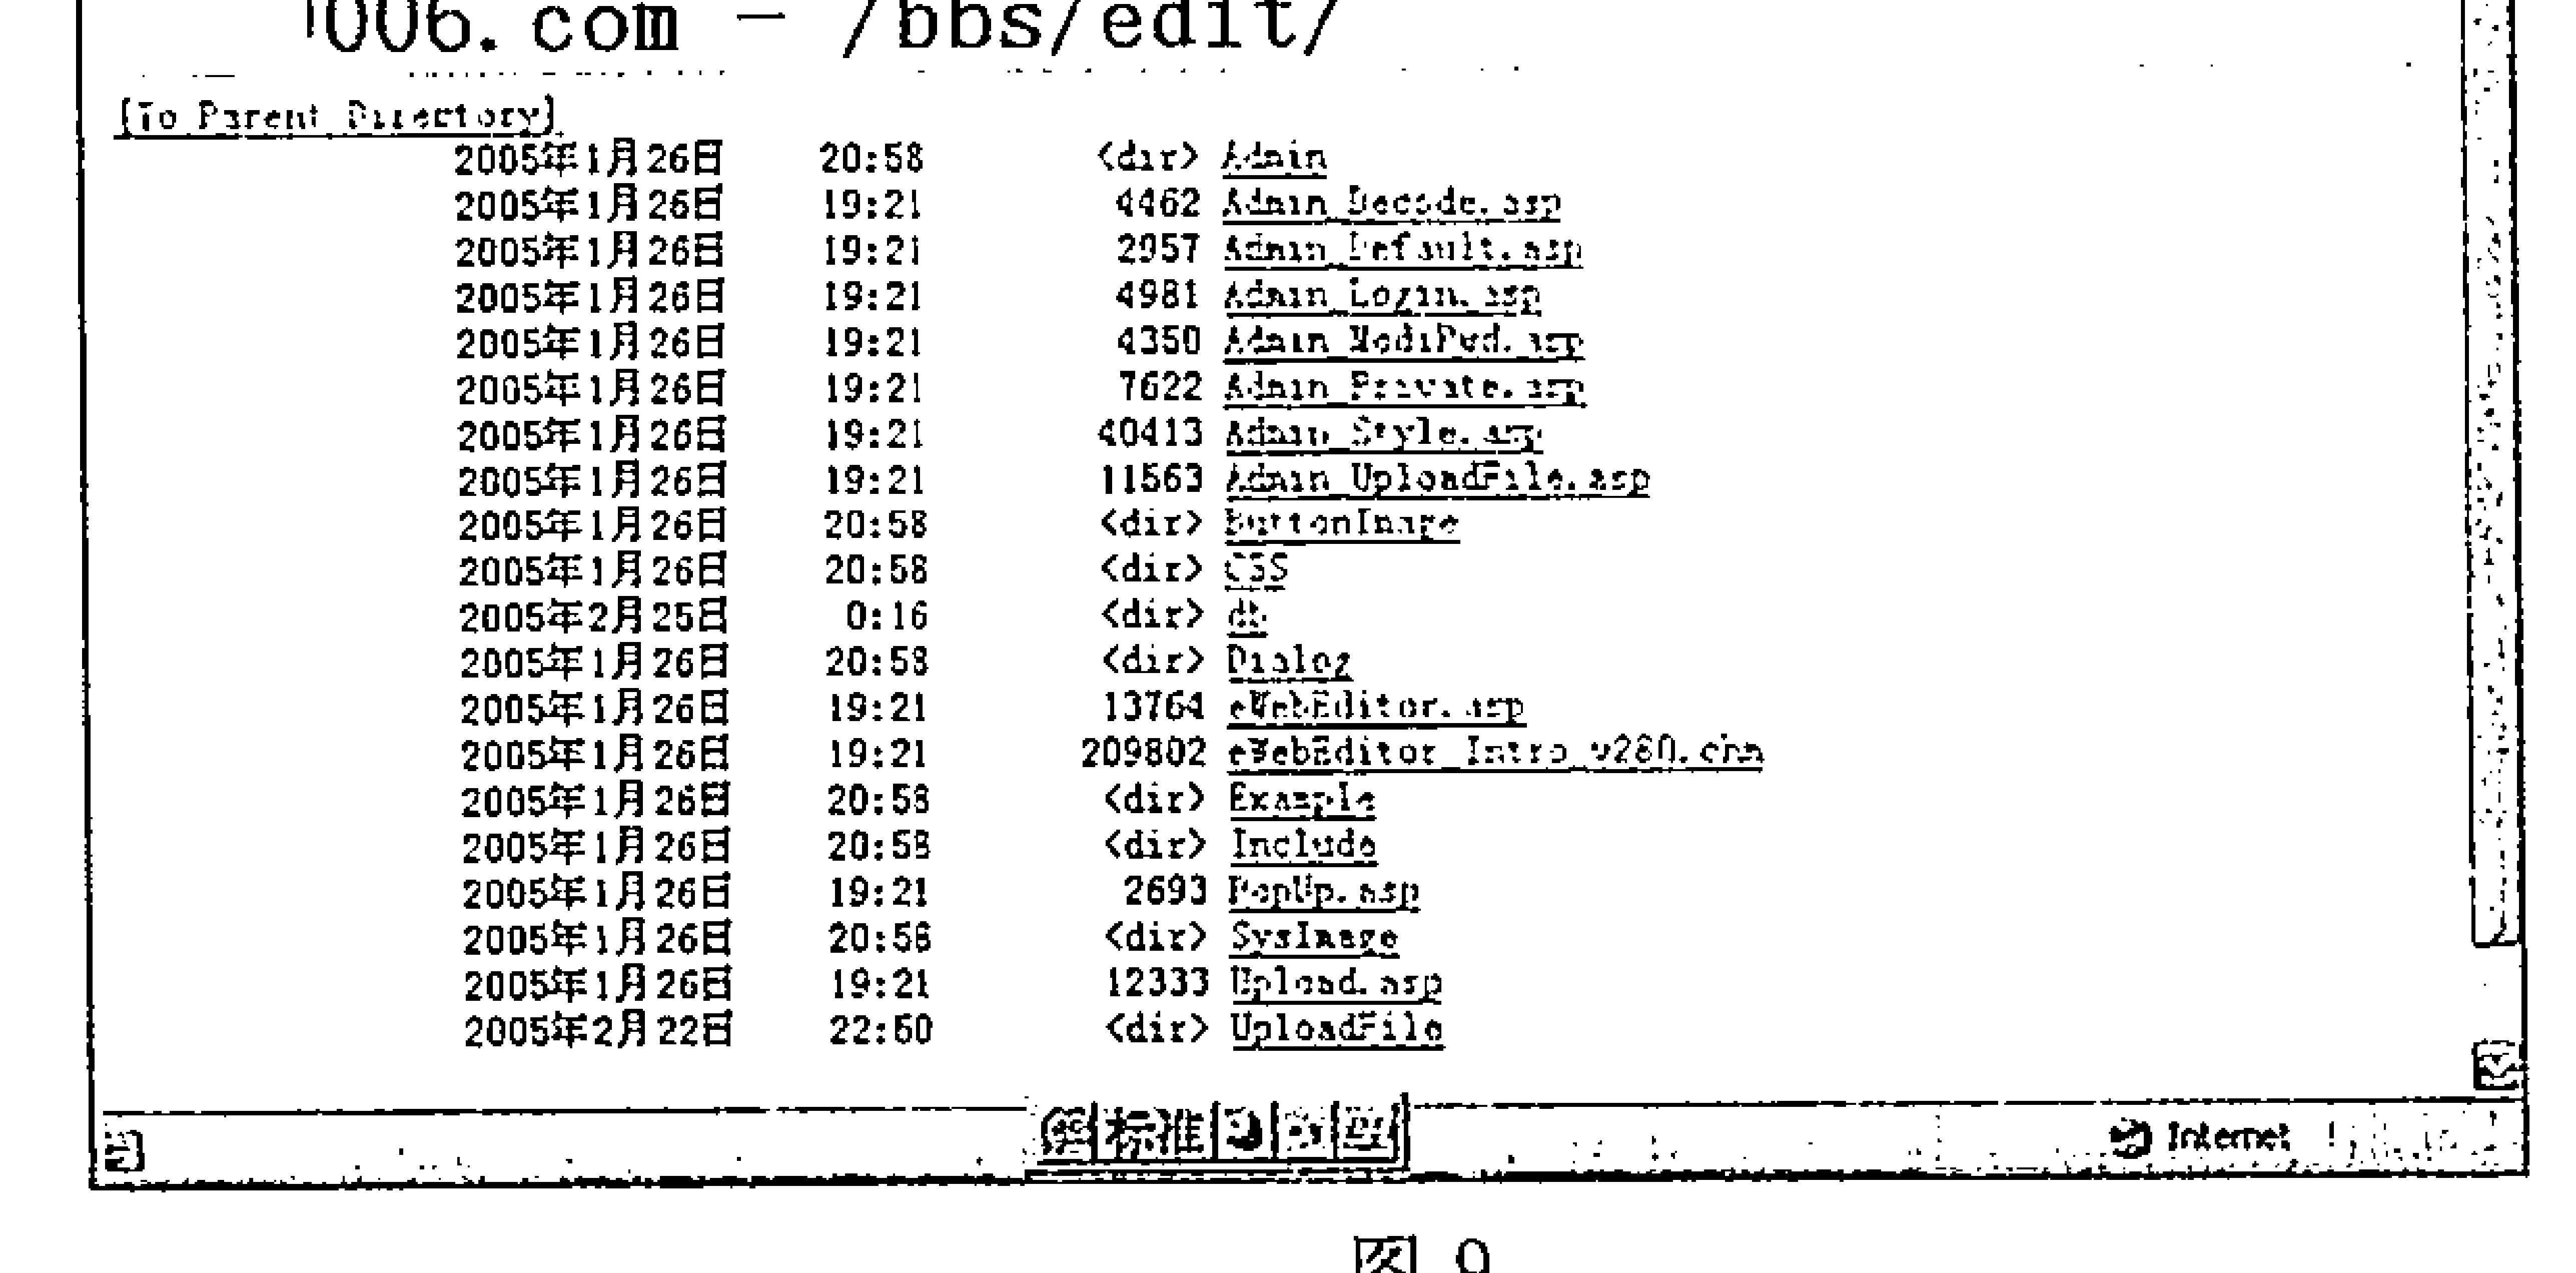 006.com - /bbs/edit/
[To Parent Directory]
2005年1月26日 20:58 <dir> Admin
2005年1月26日 19:21 4462 Admin_Decode.asp
2005年1月26日 19:21 2957 Admin_Default.asp
2005年1月26日 19:21 4981 Admin_Login.asp
2005年1月26日 19:21 4350 Admin_ModiPwd.asp
2005年1月26日 19:21 7622 Admin_Private.asp
2005年1月26日 19:21 40413 Admin_Style.asp
2005年1月26日 19:21 11563 Admin_UploadFile.asp
2005年1月26日 20:58 <dir> ButtonImage
2005年1月26日 20:58 <dir> CSS
2005年2月25日 0:16 <dir> db
2005年1月26日 20:58 <dir> Dialog
2005年1月26日 19:21 13764 eWebEditor.asp
2005年1月26日 19:21 209802 eWebEditor_Intro_v280.chm
2005年1月26日 20:58 <dir> Example
2005年1月26日 20:58 <dir> Include
2005年1月26日 19:21 2693 PopUp.asp
2005年1月26日 20:58 <dir> SysImage
2005年1月26日 19:21 12333 Upload.asp
2005年2月22日 22:50 <dir> UploadFile
标准
Internet
图 9